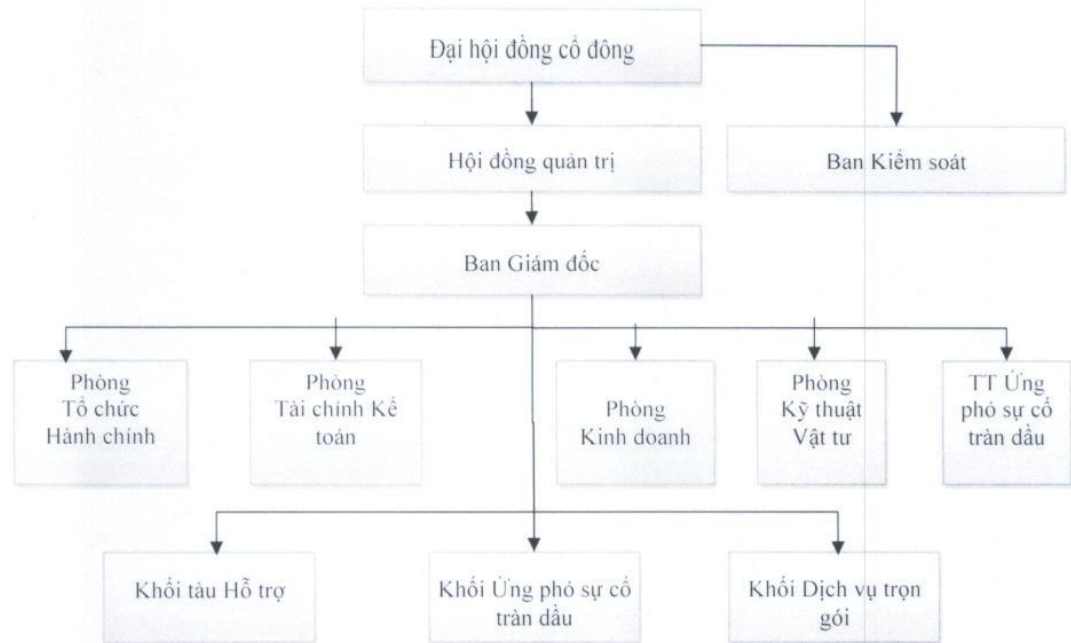 Đại hội đồng cổ đông
Hội đồng quản trị
Ban Kiểm soát
Ban Giám đốc
Phòng
Tổ chức
Hành chính
Phòng
Tài chính Kế
toán
Phòng
Kinh doanh
Phòng
Kỹ thuật
Vật tư
TT Ứng
phó sự cố
tràn dầu
Khối tàu Hỗ trợ
Khối Ứng phó sự cố
tràn dầu
Khối Dịch vụ trọn
gói